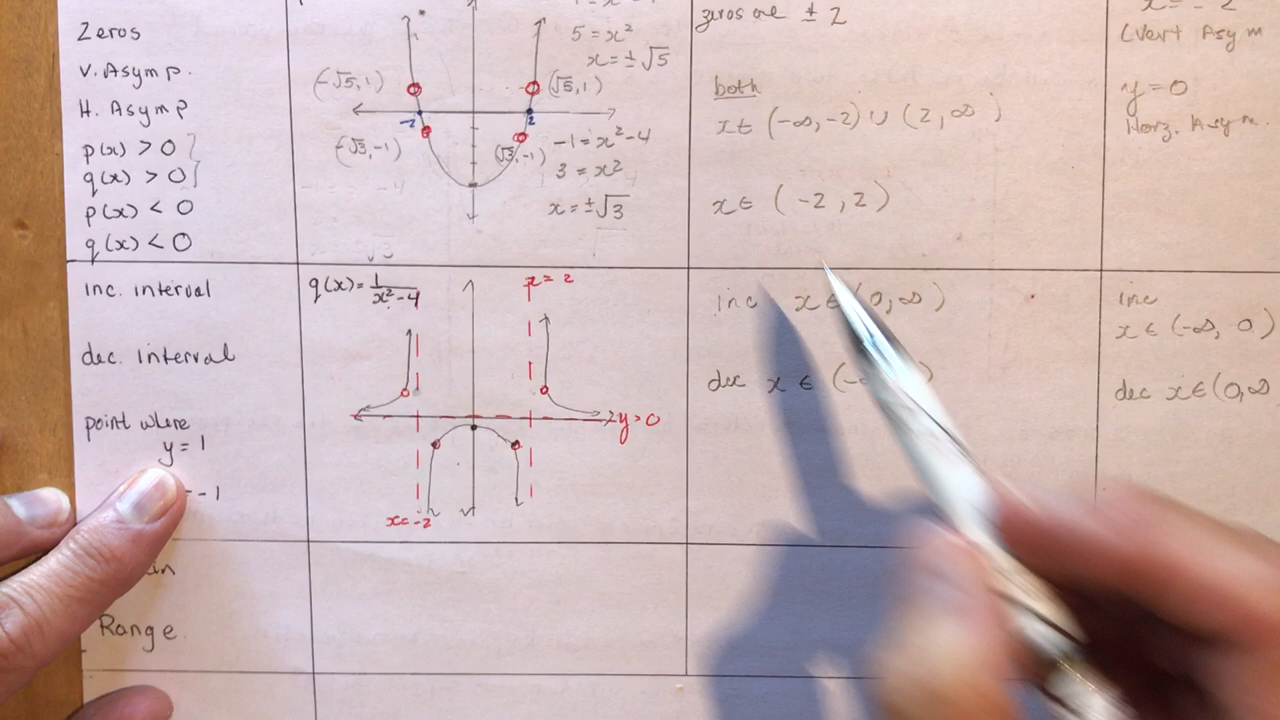 Zeros
V. Asymp.
H. Asymp
p(x) > 0 }
q(x) > 0 }
p(x) < 0
q(x) < 0
5 = x²
x = ±√5
(-√5, 1)
(√5, 1)
-2
2
(-√3, -1)
(√3, -1)
-1 = x² - 4
3 = x²
x = ±√3
zeros are ± 2
both
x ∈ (-∞, -2) ∪ (2, ∞)
x ∈ (-2, 2)
x = -2
(Vert Asym
y = 0
Horz. Asym.
inc. interval
dec. interval
point where
y = 1
= -1
Range
q(x) = 1/(x² - 4)
x = 2
y = 0
x = -2
inc x ∈ (0, ∞)
dec x ∈ (-
inc
x ∈ (-∞, 0)
dec x ∈ (0, ∞